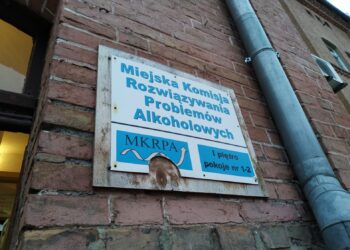 Miejska Komisja
Rozwiązywania
Problemów
Alkoholowych
MKRPA
I piętro
pokoje nr 1-2